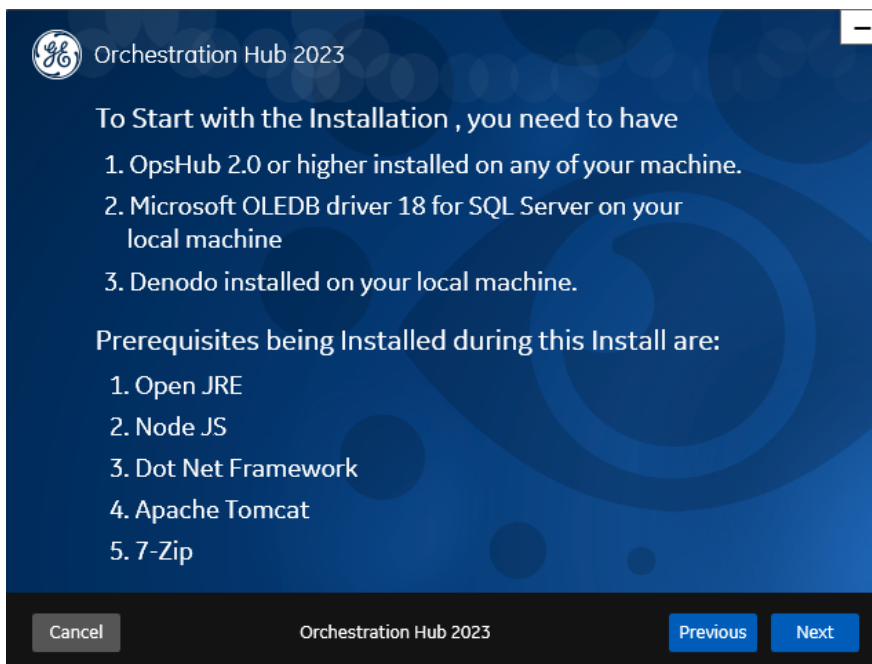 Orchestration Hub 2023
To Start with the Installation , you need to have
1. OpsHub 2.0 or higher installed on any of your machine.
2. Microsoft OLEDB driver 18 for SQL Server on your
local machine
3. Denodo installed on your local machine.
Prerequisites being Installed during this Install are:
1. Open JRE
2. Node JS
3. Dot Net Framework
4. Apache Tomcat
5. 7-Zip
Cancel
Orchestration Hub 2023
Previous
Next